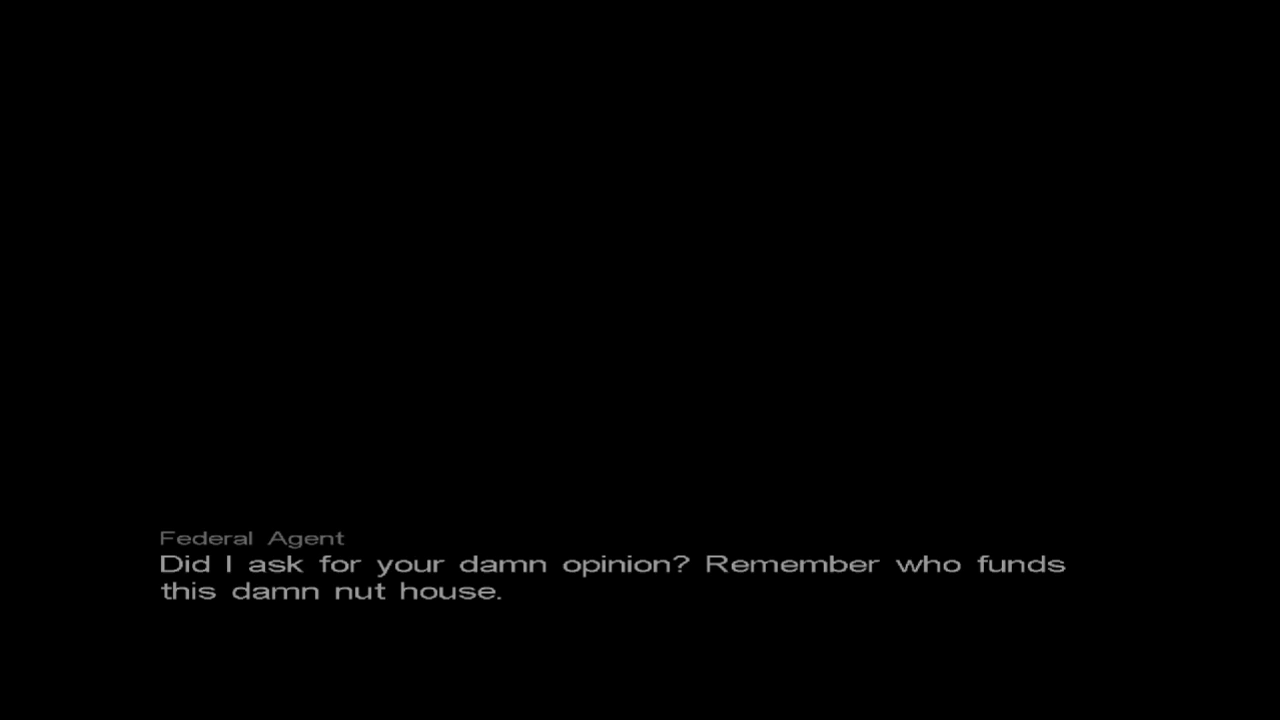 Federal Agent
Did I ask for your damn opinion? Remember who funds
this damn nut house.